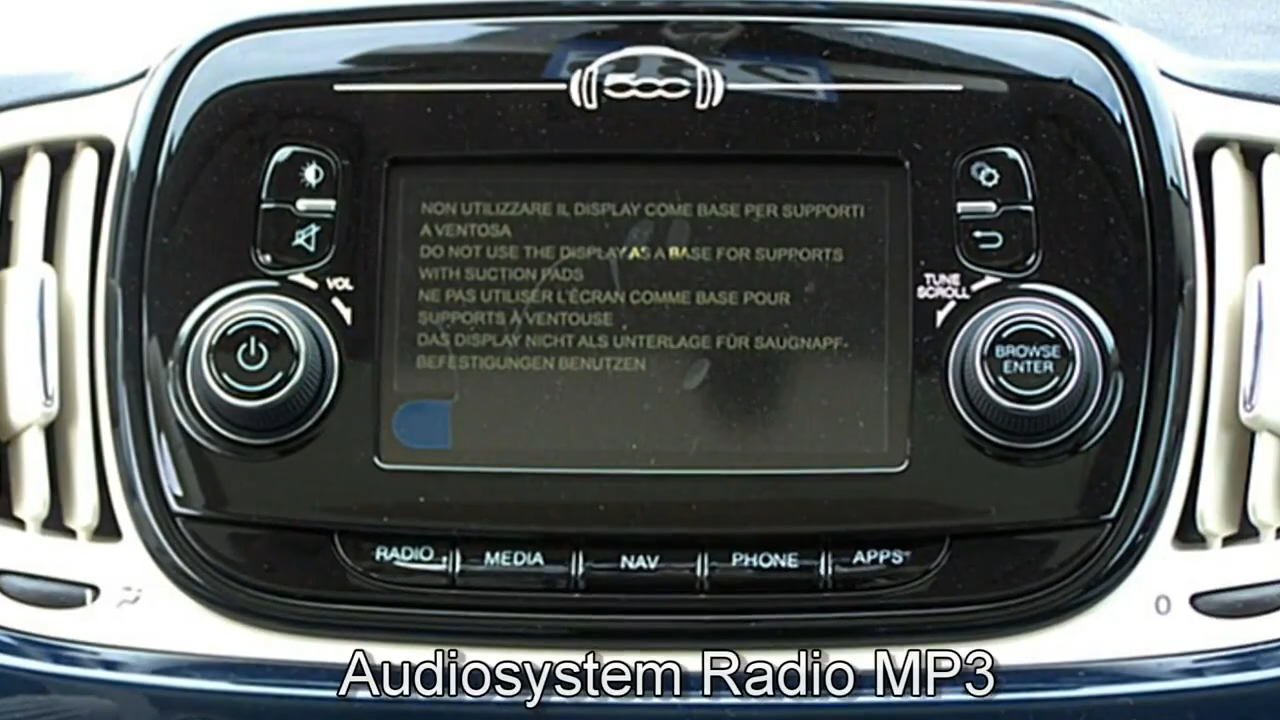 500
NON UTILIZZARE IL DISPLAY COME BASE PER SUPPORTI
A VENTOSA
DO NOT USE THE DISPLAY AS A BASE FOR SUPPORTS
WITH SUCTION PADS
NE PAS UTILISER L'ÉCRAN COMME BASE POUR
SUPPORTS À VENTOUSE
DAS DISPLAY NICHT ALS UNTERLAGE FÜR SAUGNAPF-
BEFESTIGUNGEN BENUTZEN
VOL
TUNE
SCROLL
BROWSE
ENTER
RADIO MEDIA NAV PHONE APPS
0
Audiosystem Radio MP3